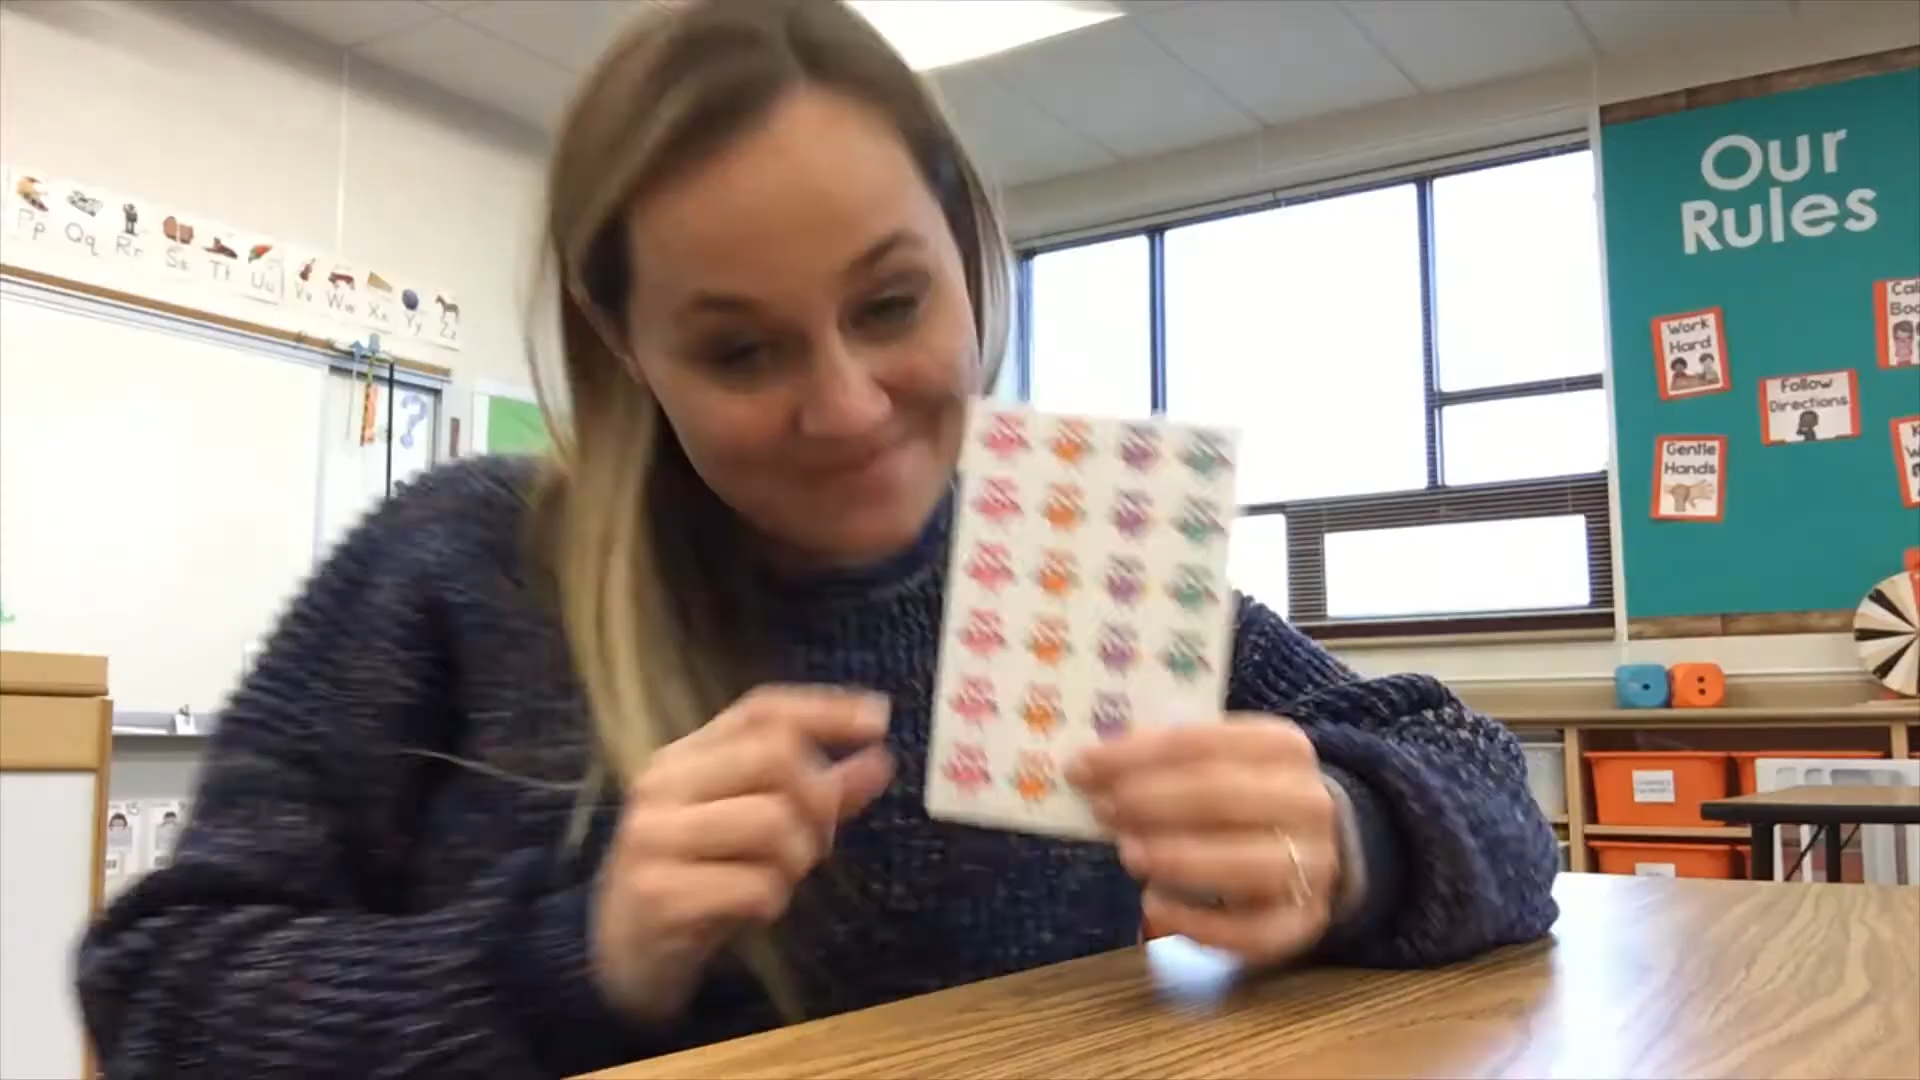 Pp Qq Rr Ss Tt Uu Vv Ww Xx Yy Zz
?
Our
Rules
Work
Hard
Follow
Directions
Gentle
Hands